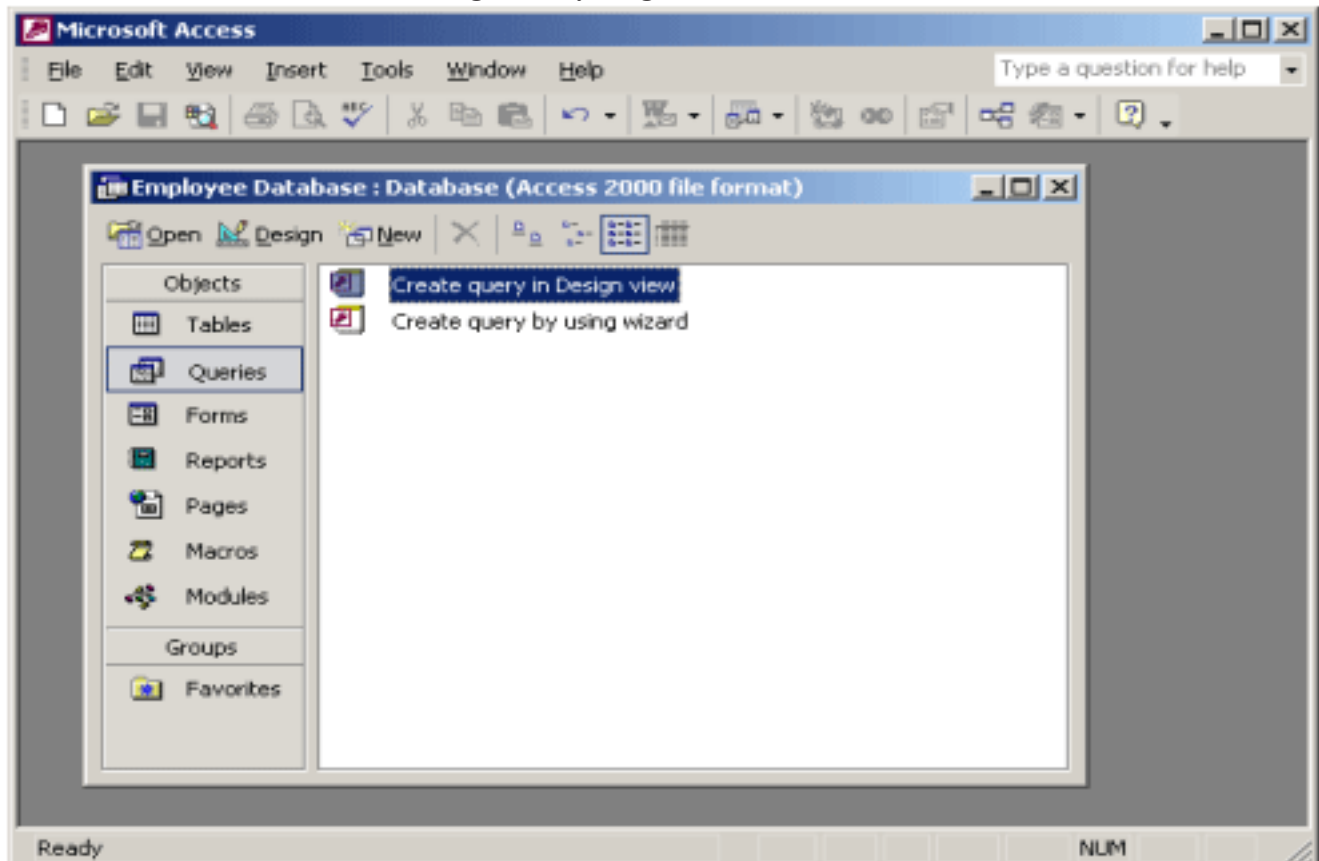 Microsoft Access
File Edit View Insert Tools Window Help Type a question for help
Employee Database : Database (Access 2000 file format)
Open Design New
Objects
Create query in Design view
Tables
Create query by using wizard
Queries
Forms
Reports
Pages
Macros
Modules
Groups
Favorites
Ready NUM